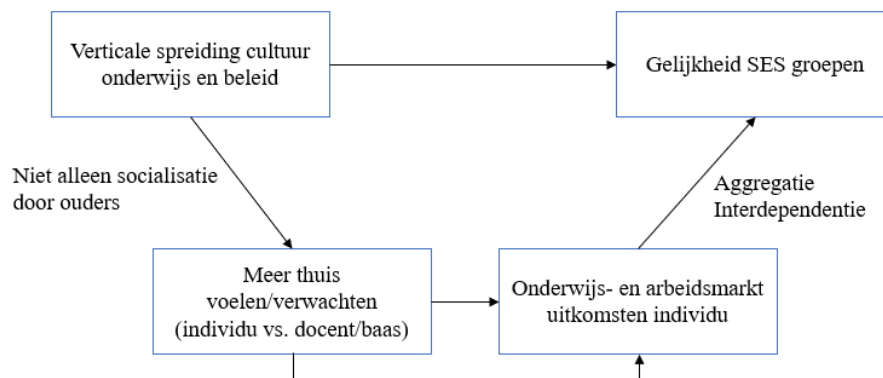 Verticale spreiding cultuur
onderwijs en beleid
Gelijkheid SES groepen
Niet alleen socialisatie
door ouders
Aggregatie
Interdependentie
Meer thuis
voelen/verwachten
(individu vs. docent/baas)
Onderwijs- en arbeidsmarkt
uitkomsten individu